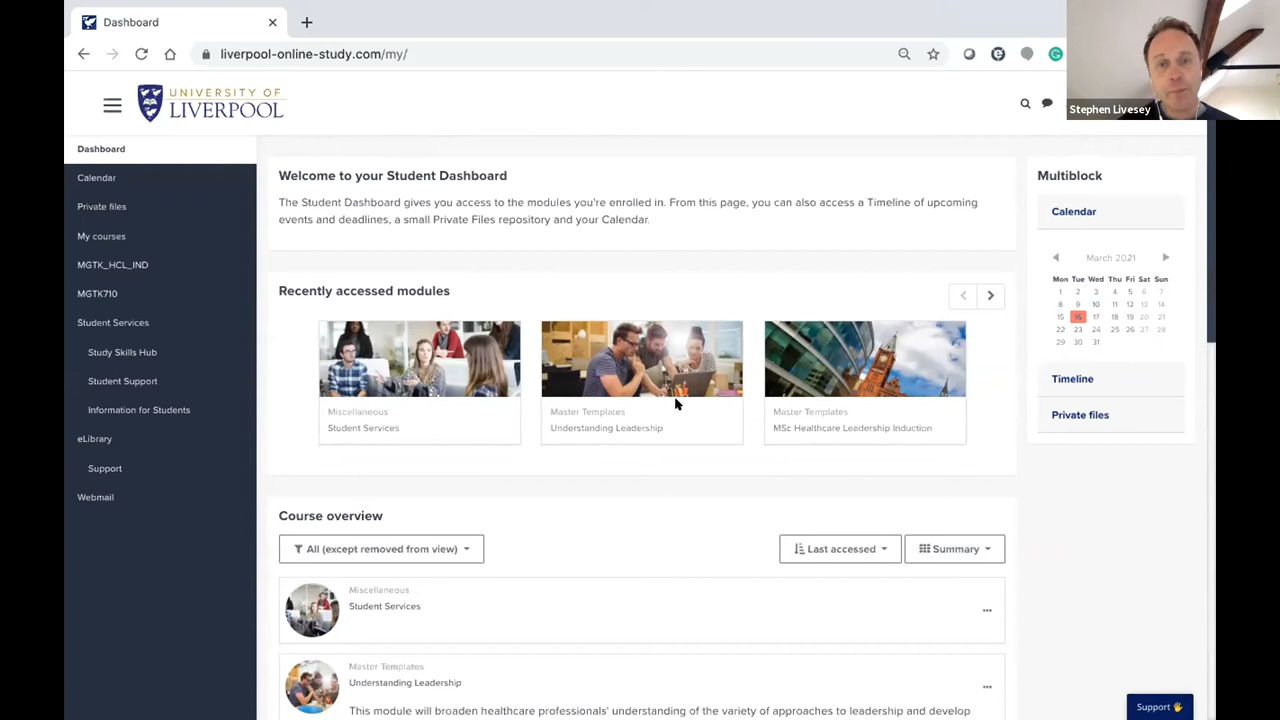 Dashboard
liverpool-online-study.com/my/
Stephen Livesey
UNIVERSITY OF
LIVERPOOL
Dashboard
Calendar
Private files
My courses
MGTK_HCL_IND
MGTK710
Student Services
Study Skills Hub
Student Support
Information for Students
eLibrary
Support
Webmail
Welcome to your Student Dashboard
The Student Dashboard gives you access to the modules you're enrolled in. From this page, you can also access a Timeline of upcoming
events and deadlines, a small Private Files repository and your Calendar.
Recently accessed modules
Miscellaneous
Student Services
Master Templates
Understanding Leadership
Master Templates
MSc Healthcare Leadership Induction
Course overview
All (except removed from view)
Last accessed
Summary
Miscellaneous
Student Services
Master Templates
Understanding Leadership
This module will broaden healthcare professionals' understanding of the variety of approaches to leadership and develop
Multiblock
Calendar
March 2021
Mon Tue Wed Thu Fri Sat Sun
1 2 3 4 5 6 7
8 9 10 11 12 13 14
15 16 17 18 19 20 21
22 23 24 25 26 27 28
29 30 31
Timeline
Private files
Support